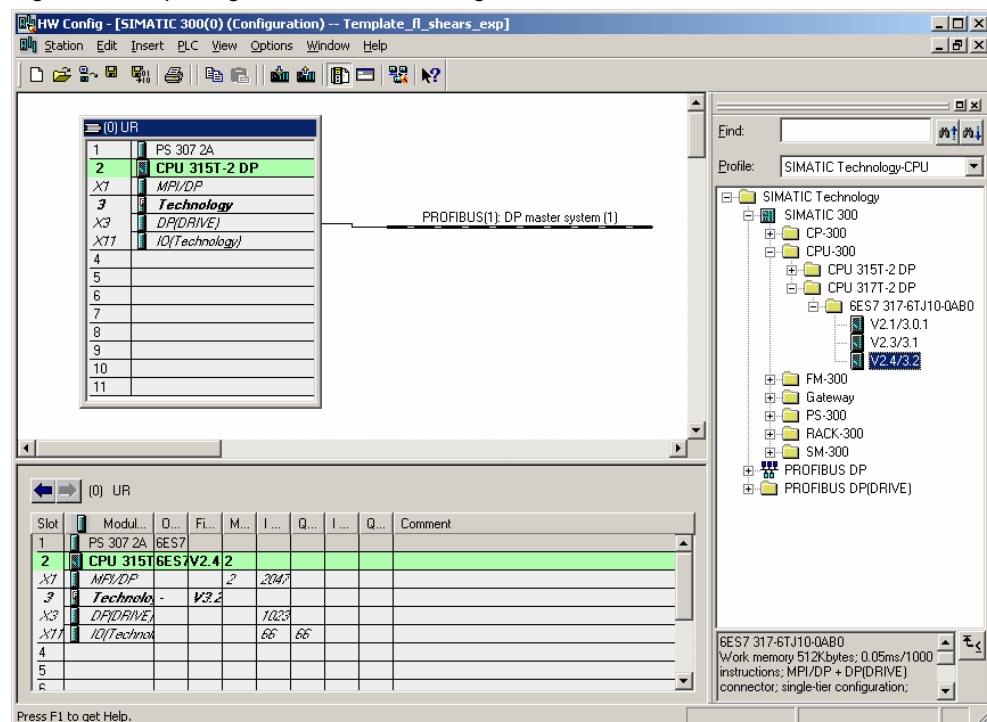 HW Config - [SIMATIC 300(0) (Configuration) -- Template_fl_shears_exp]
Station Edit Insert PLC View Options Windows Help
(0) UR
1 PS 307 2A
2 CPU 315T-2 DP
X1 MPI/DP
3 Technology
X3 DP(DRIVE)
X11 IO(Technology)
4
5
6
7
8
9
10
11
PROFIBUS(1): DP master system (1)
Find:
Profile: SIMATIC Technology-CPU
SIMATIC Technology
SIMATIC 300
CP-300
CPU-300
CPU 315T-2 DP
CPU 317T-2 DP
6ES7 317-6TJ10-0AB0
V2.1/3.0.1
V2.3/3.1
V2.4/3.2
FM-300
Gateway
PS-300
RACK-300
SM-300
PROFIBUS DP
PROFIBUS DP(DRIVE)
(0) UR
Slot Modul... O... Fi... M... I ... Q... I ... Q... Comment
1 PS 307 2A 6ES7
2 CPU 315T 6ES7 V2.4 2
X1 MPI/DP 2 2047
3 Technolo - V3.2
X3 DP(DRIVE) 1023
X11 IO(Technol 66 66
4
5
6
6ES7 317-6TJ10-0AB0
Work memory 512Kbytes; 0.05ms/1000
instructions; MPI/DP + DP(DRIVE)
connector; single-tier configuration;
Press F1 to get Help.